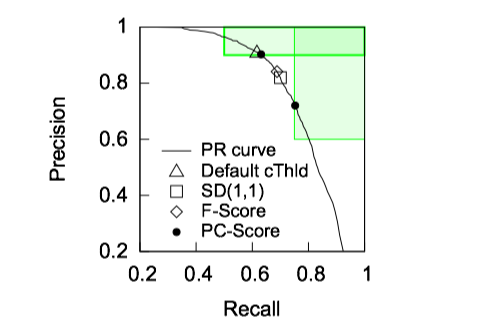 1
0.8
0.6
0.4
0.2
Precision
PR curve
Default cThld
SD(1,1)
F-Score
PC-Score
0.2 0.4 0.6 0.8 1
Recall